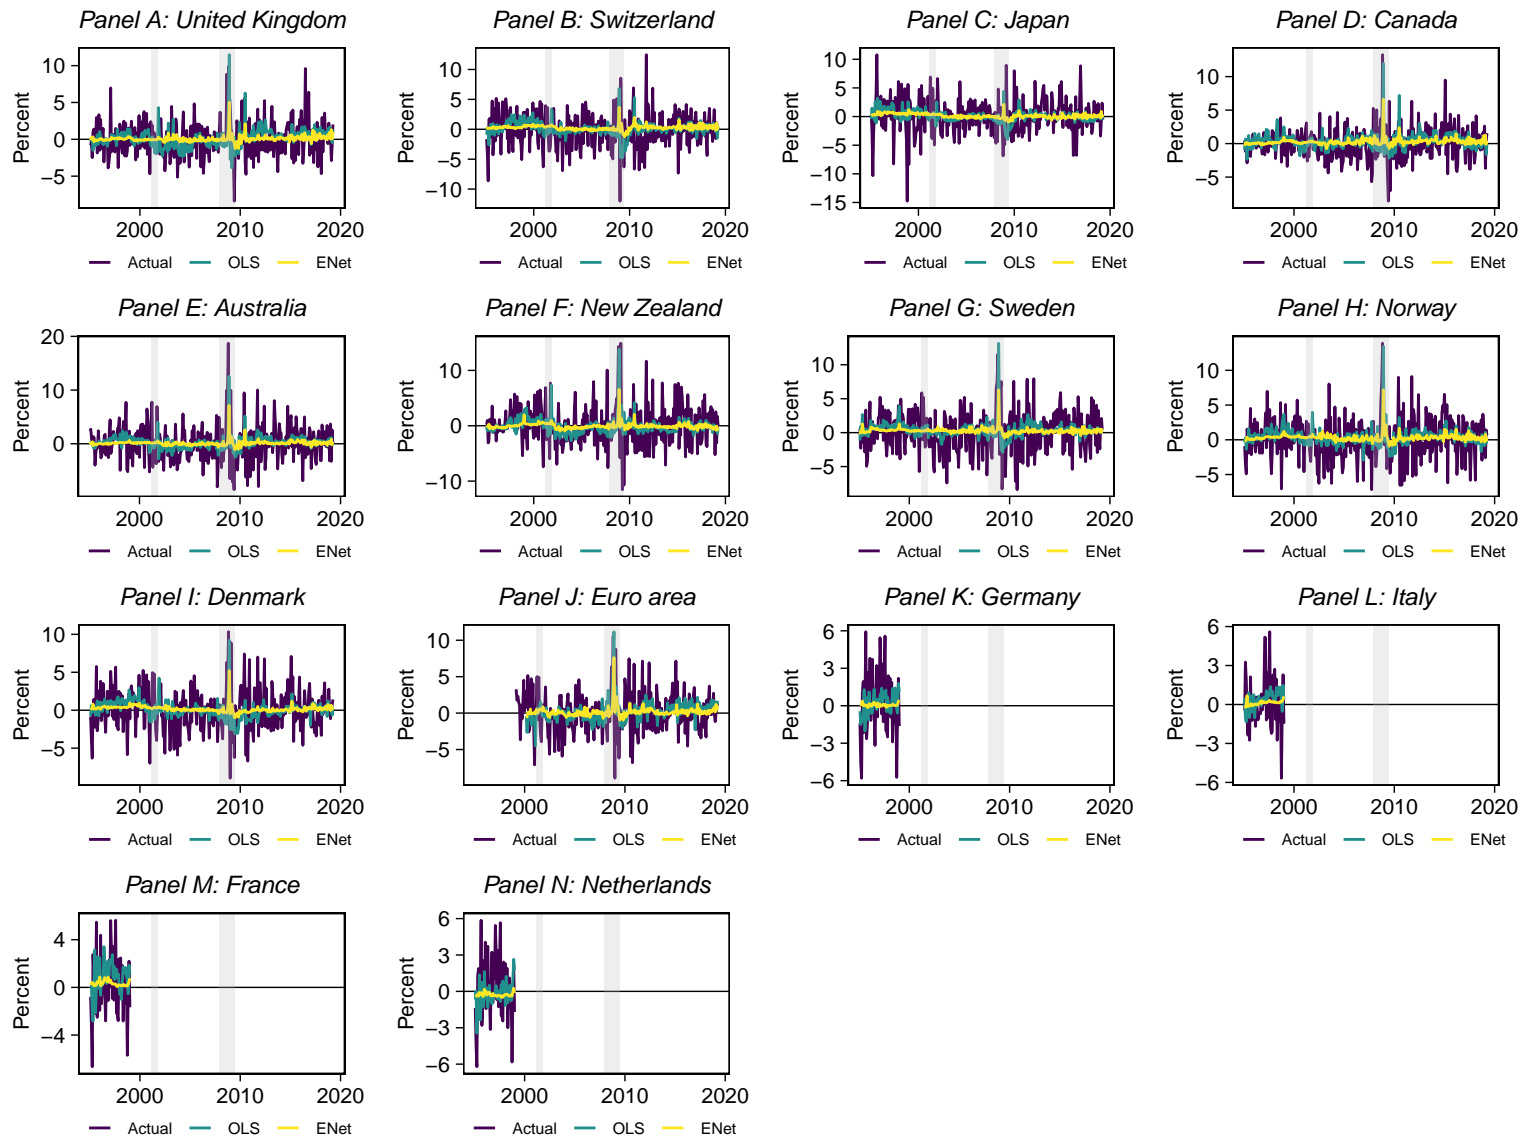 Panel A: United Kingdom
Percent
10
5
0
−5
2000 2010 2020
Actual OLS ENet
Panel B: Switzerland
Percent
10
5
0
−5
−10
2000 2010 2020
Actual OLS ENet
Panel C: Japan
Percent
10
5
0
−5
−10
−15
2000 2010 2020
Actual OLS ENet
Panel D: Canada
Percent
10
5
0
−5
2000 2010 2020
Actual OLS ENet
Panel E: Australia
Percent
20
10
0
2000 2010 2020
Actual OLS ENet
Panel F: New Zealand
Percent
10
0
−10
2000 2010 2020
Actual OLS ENet
Panel G: Sweden
Percent
10
5
0
−5
2000 2010 2020
Actual OLS ENet
Panel H: Norway
Percent
10
5
0
−5
2000 2010 2020
Actual OLS ENet
Panel I: Denmark
Percent
10
5
0
−5
2000 2010 2020
Actual OLS ENet
Panel J: Euro area
Percent
10
5
0
−5
2000 2010 2020
Actual OLS ENet
Panel K: Germany
Percent
6
3
0
−3
−6
2000 2010 2020
Actual OLS ENet
Panel L: Italy
Percent
6
3
0
−3
−6
2000 2010 2020
Actual OLS ENet
Panel M: France
Percent
4
0
−4
2000 2010 2020
Actual OLS ENet
Panel N: Netherlands
Percent
6
3
0
−3
−6
2000 2010 2020
Actual OLS ENet